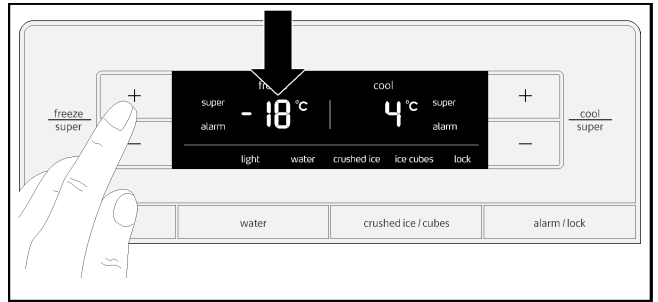 fre cool
super -18 °C 4 °C super
alarm alarm
light water crushed ice ice cubes lock
freeze
super
+
−
+
−
cool
super
water crushed ice / cubes alarm / lock